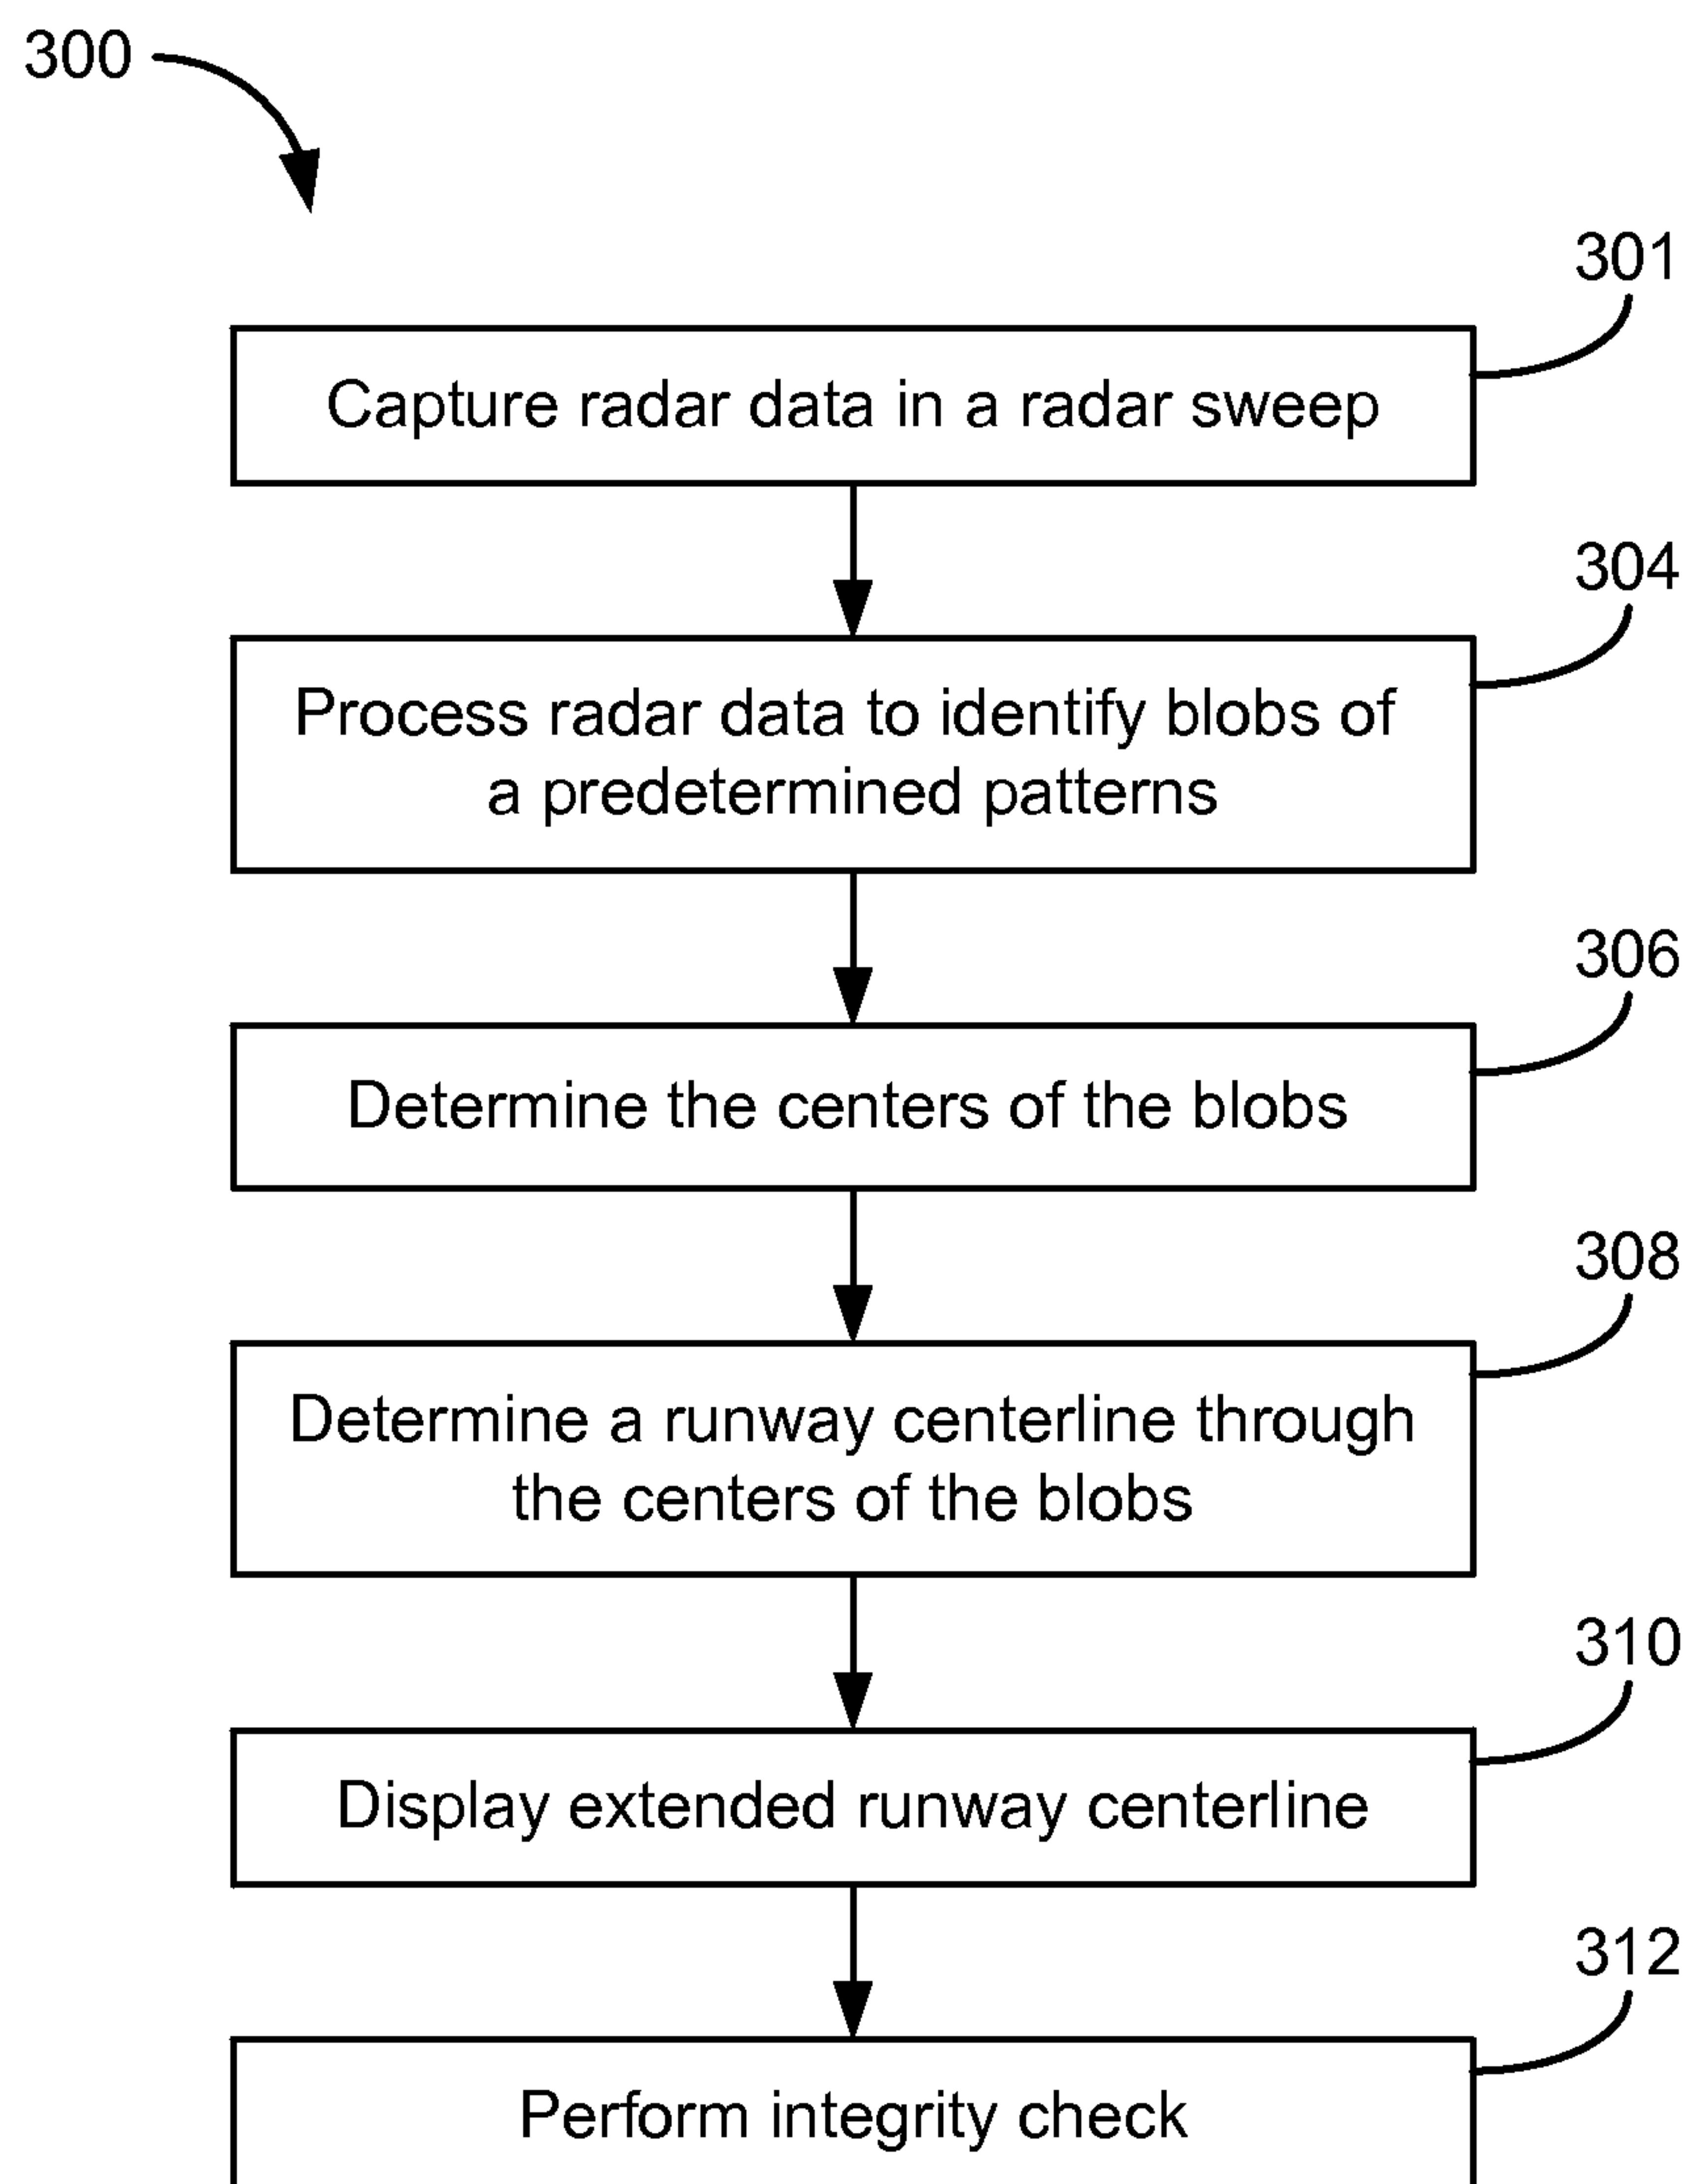 300
301
Capture radar data in a radar sweep
304
Process radar data to identify blobs of
a predetermined patterns
306
Determine the centers of the blobs
308
Determine a runway centerline through
the centers of the blobs
310
Display extended runway centerline
312
Perform integrity check